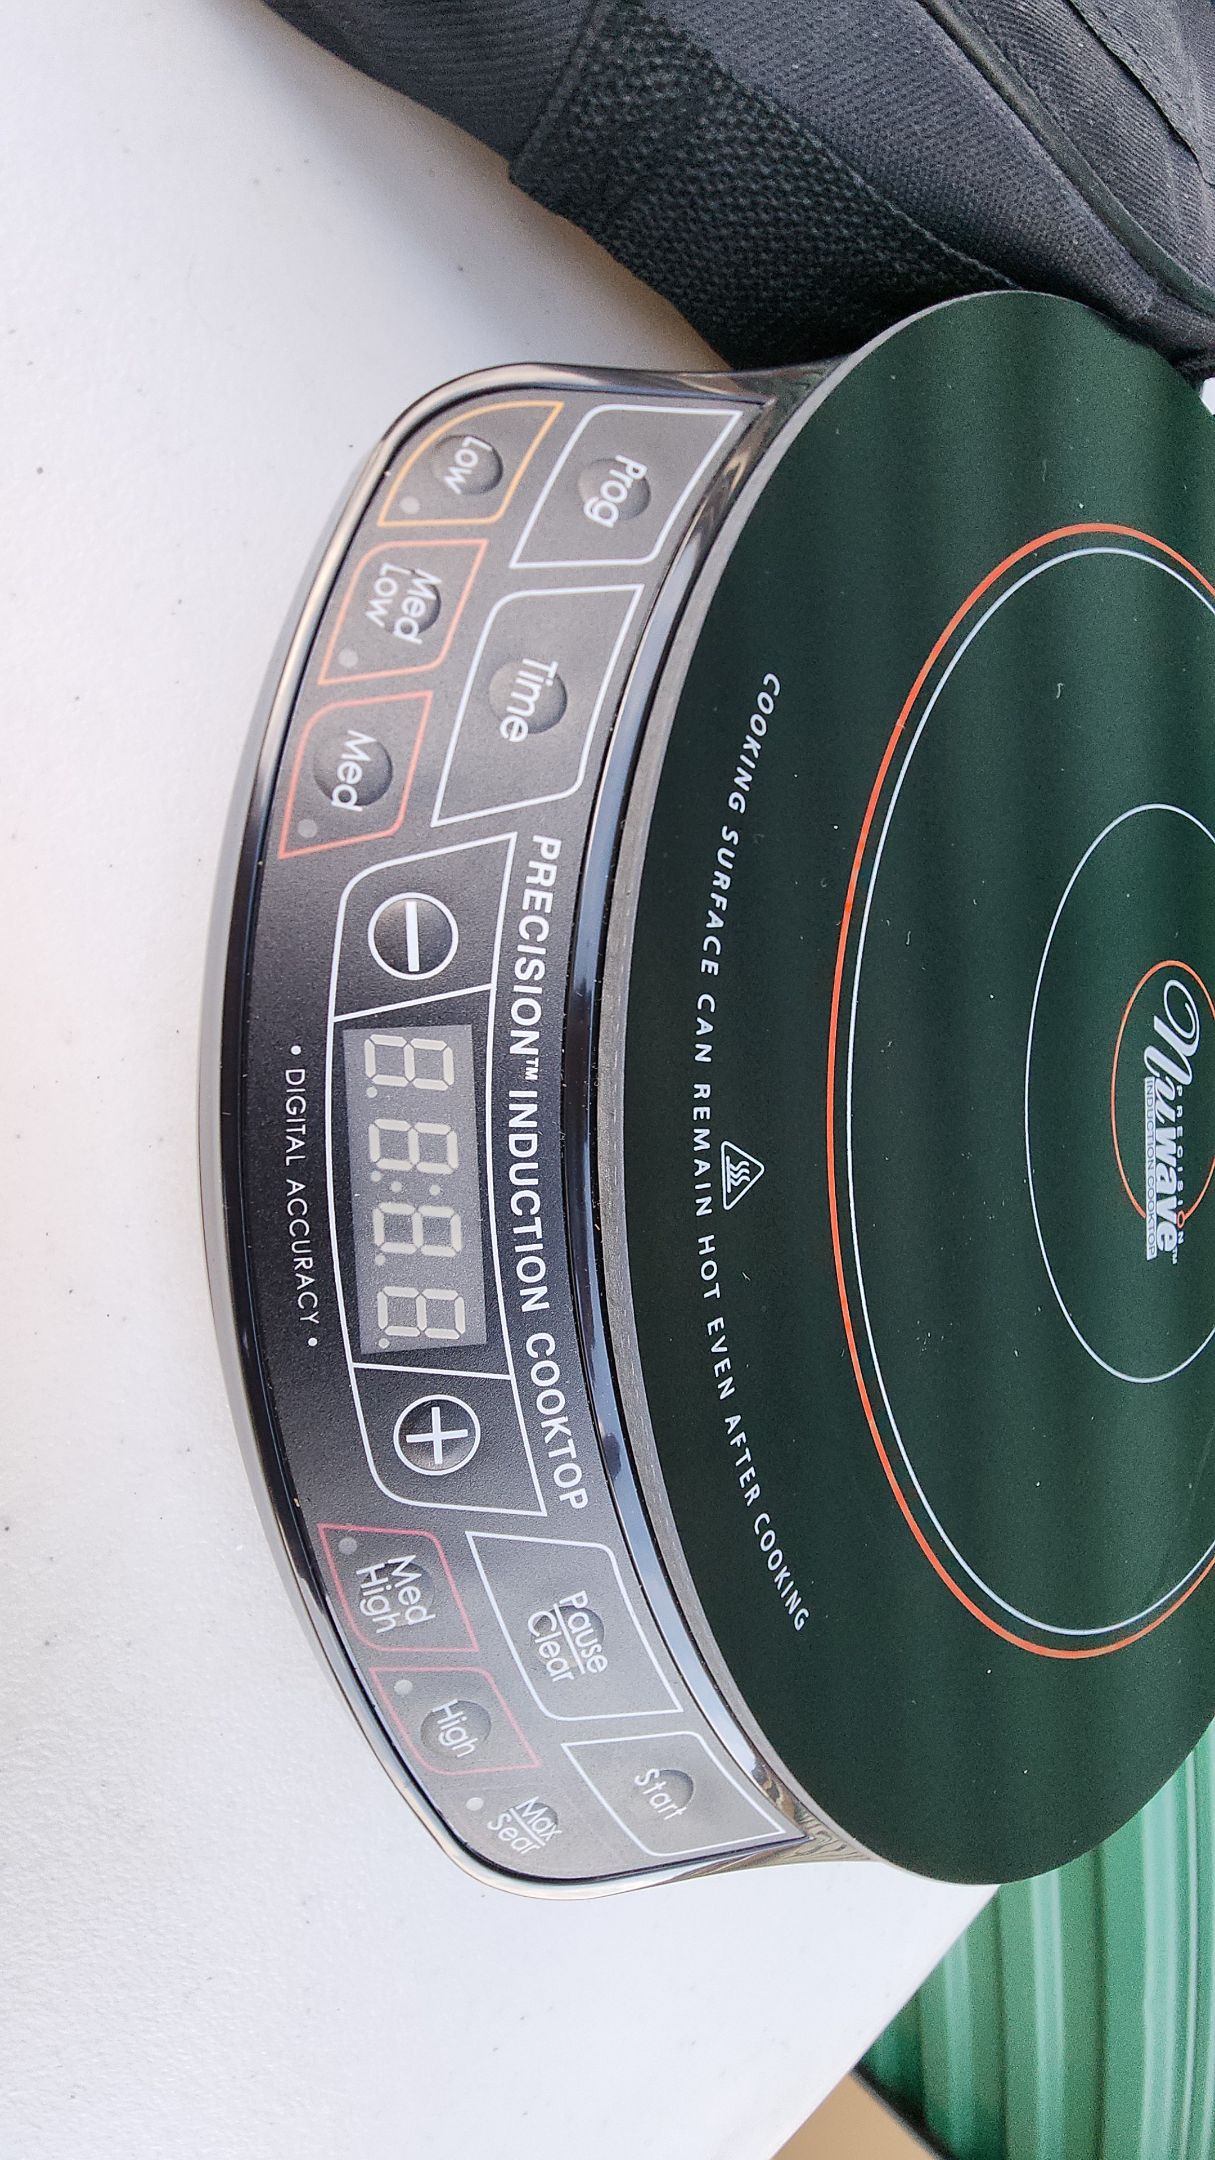 PRECISION™
Nuwave
INDUCTION COOKTOP
COOKING SURFACE CAN REMAIN HOT EVEN AFTER COOKING
PRECISION™ INDUCTION COOKTOP
Prog
Time
Pause
Clear
Start
Low
Med
Low
Med
8.8.:8.8.
Med
High
High
Max
Sear
• DIGITAL ACCURACY •